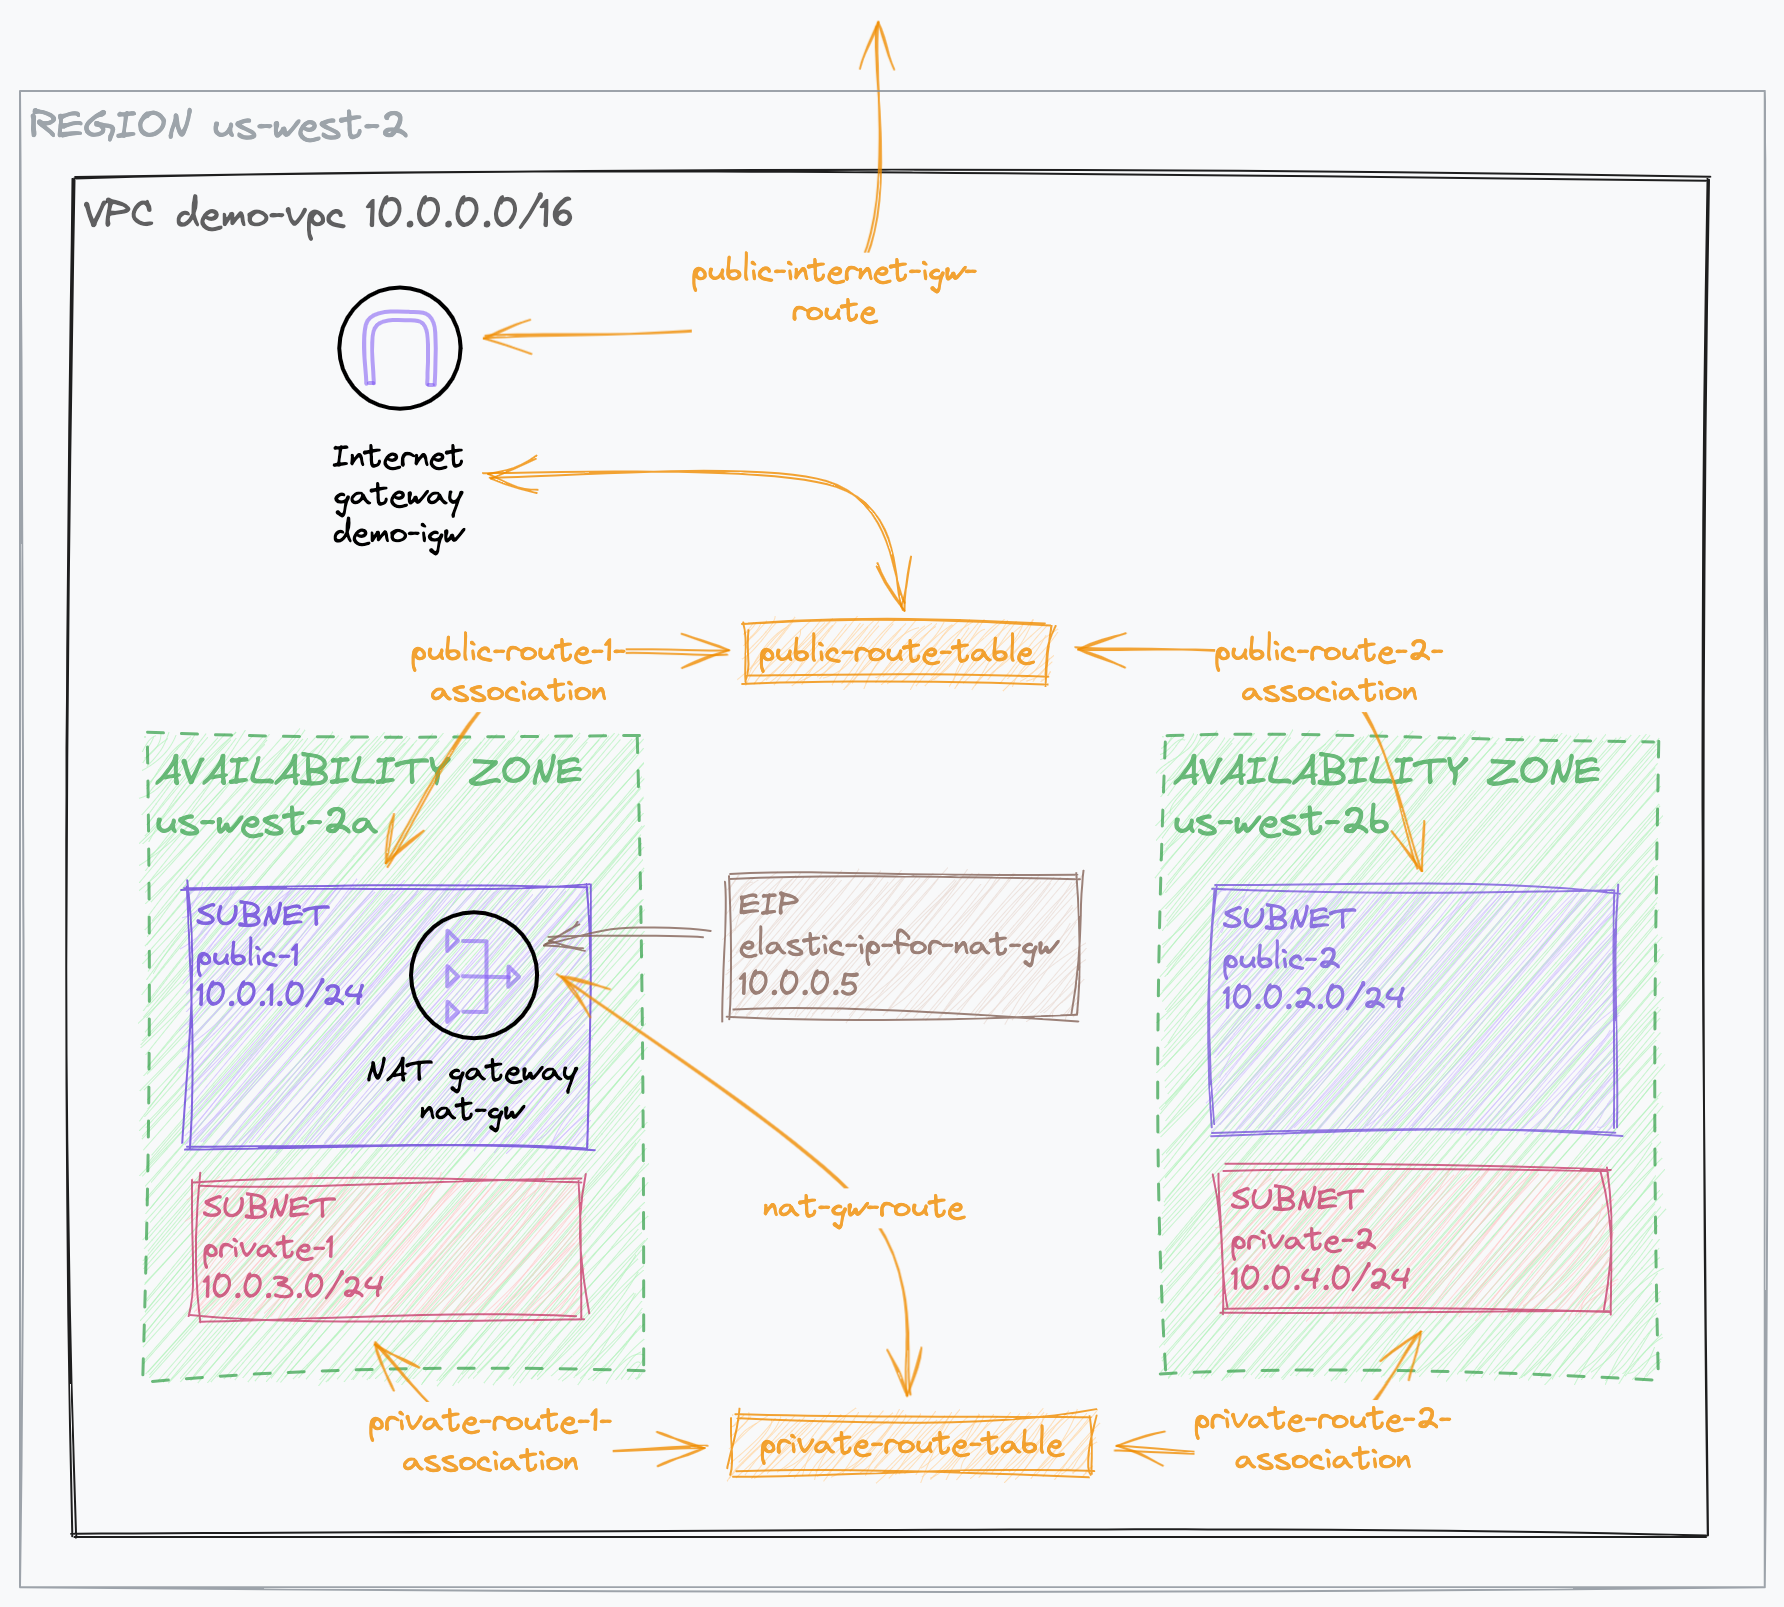 REGION us-west-2
VPC demo-vpc 10.0.0.0/16
public-internet-igw-
route
Internet
gateway
demo-igw
public-route-1-
association
public-route-table
public-route-2-
association
AVAILABILITY ZONE
us-west-2a
SUBNET
public-1
10.0.1.0/24
NAT gateway
nat-gw
EIP
elastic-ip-for-nat-gw
10.0.0.5
AVAILABILITY ZONE
us-west-2b
SUBNET
public-2
10.0.2.0/24
SUBNET
private-1
10.0.3.0/24
nat-gw-route
SUBNET
private-2
10.0.4.0/24
private-route-1-
association
private-route-table
private-route-2-
association